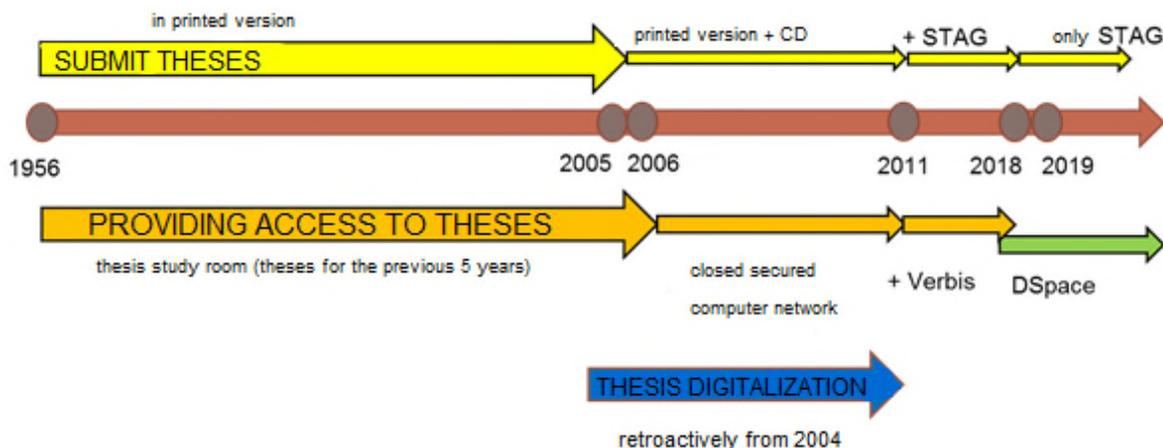 in printed version
printed version + CD
+ STAG
only STAG
SUBMIT THESES
1956
2005
2006
2011
2018
2019
PROVIDING ACCESS TO THESES
thesis study room (theses for the previous 5 years)
closed secured
computer network
+ Verbis
DSpace
THESIS DIGITALIZATION
retroactively from 2004